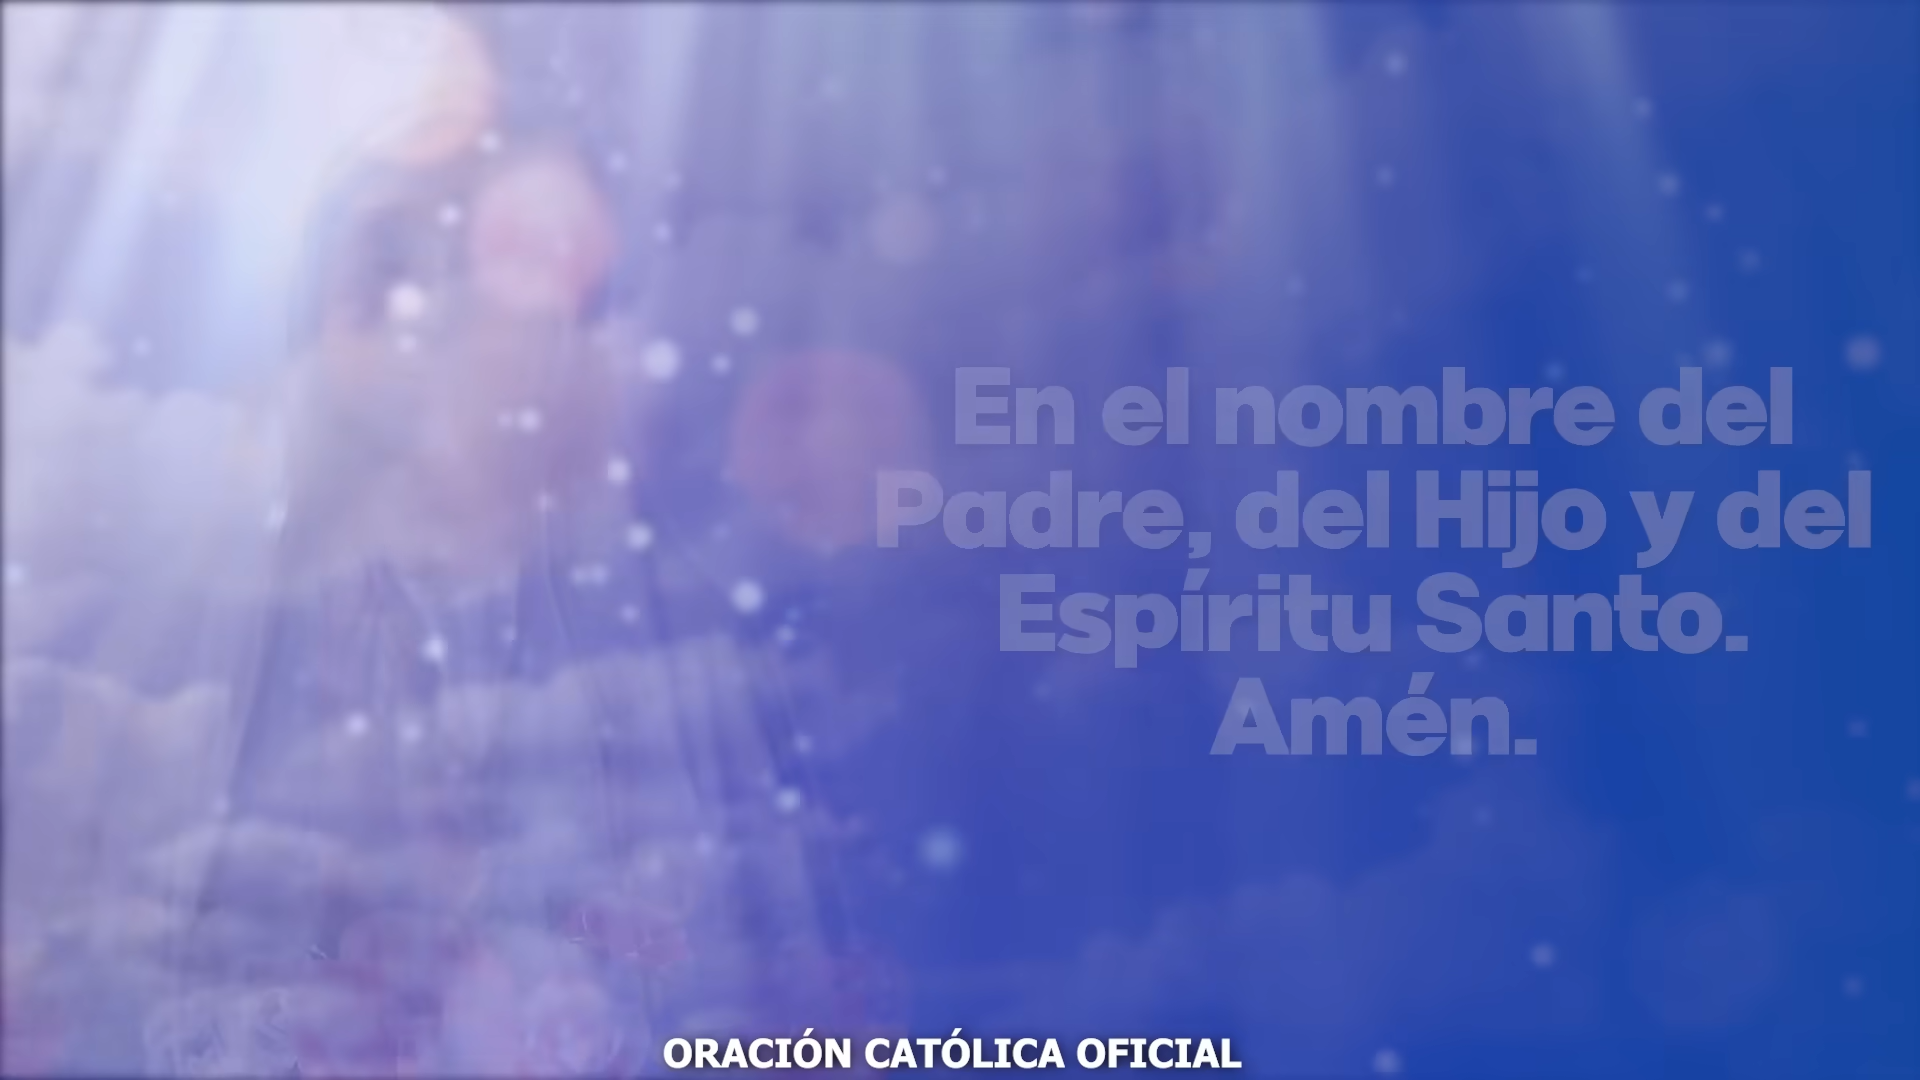 En el nombre del
Padre, del Hijo y del
Espíritu Santo.
Amén.
ORACIÓN CATÓLICA OFICIAL